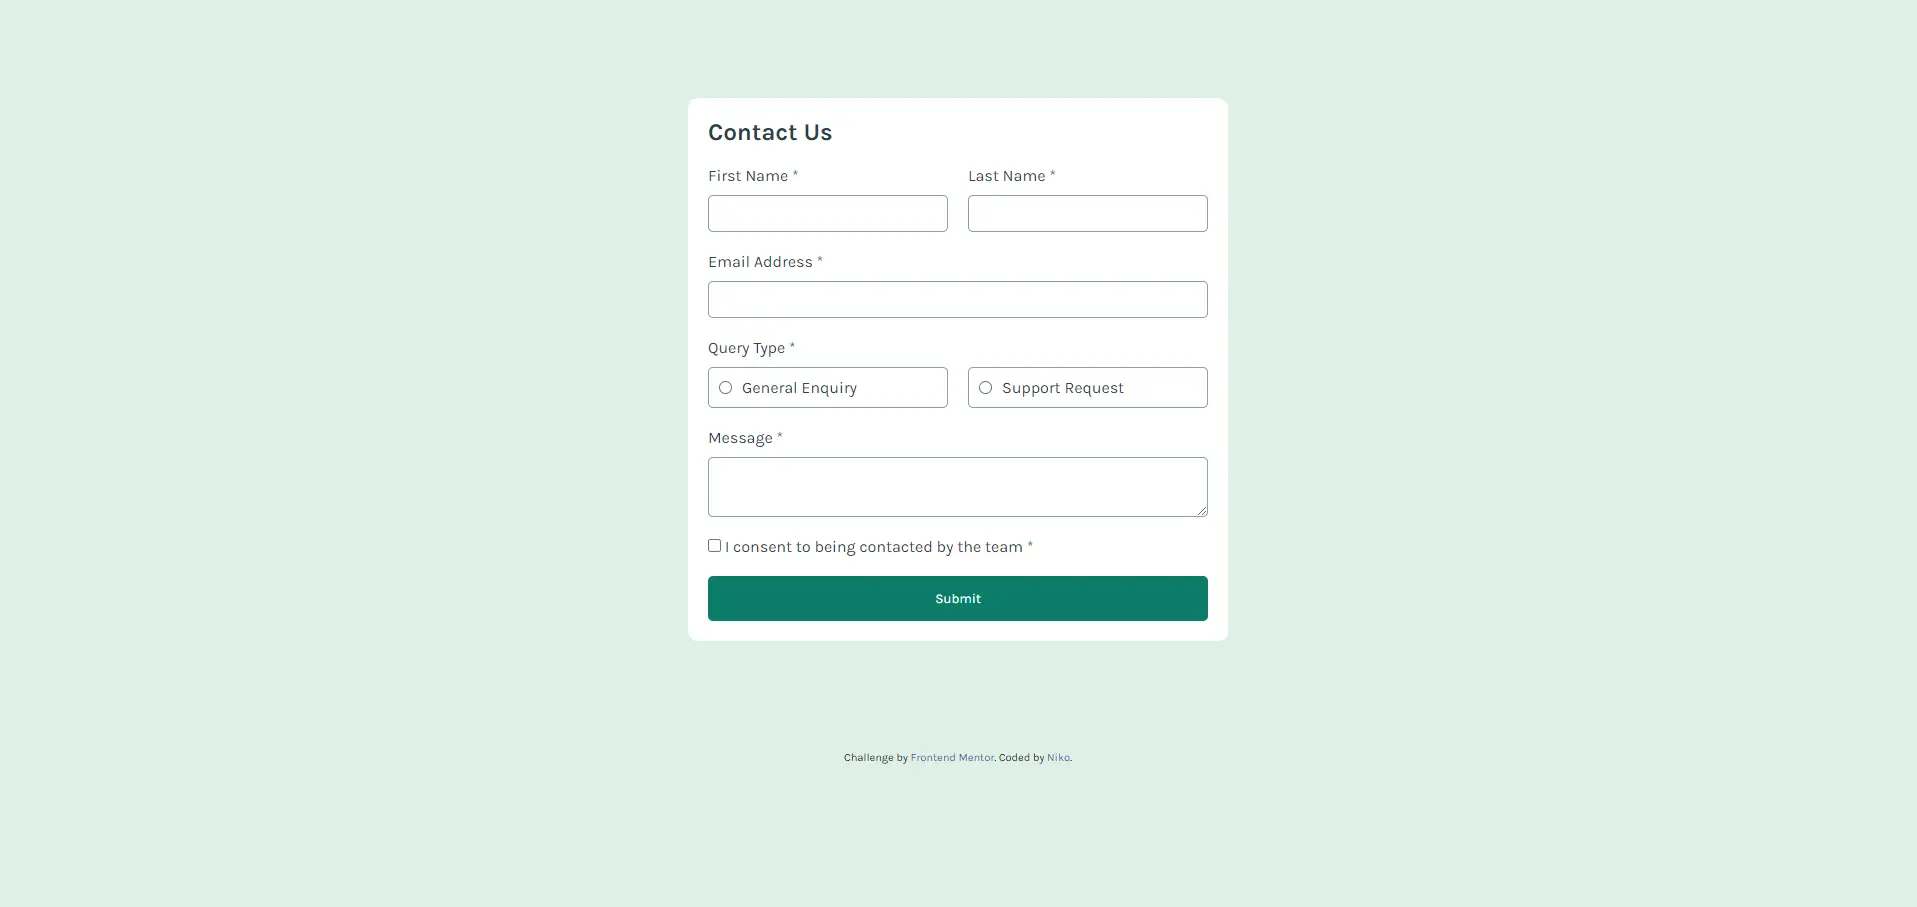 Contact Us
First Name * Last Name *
Email Address *
Query Type *
General Enquiry Support Request
Message *
I consent to being contacted by the team *
Submit
Challenge by Frontend Mentor. Coded by Niko.